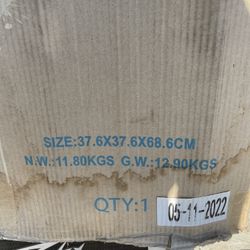 SIZE:37.6X37.6X68.6CM
N.W.:11.80KGS G.W.:12.90KGS
QTY:1 05-11-2022